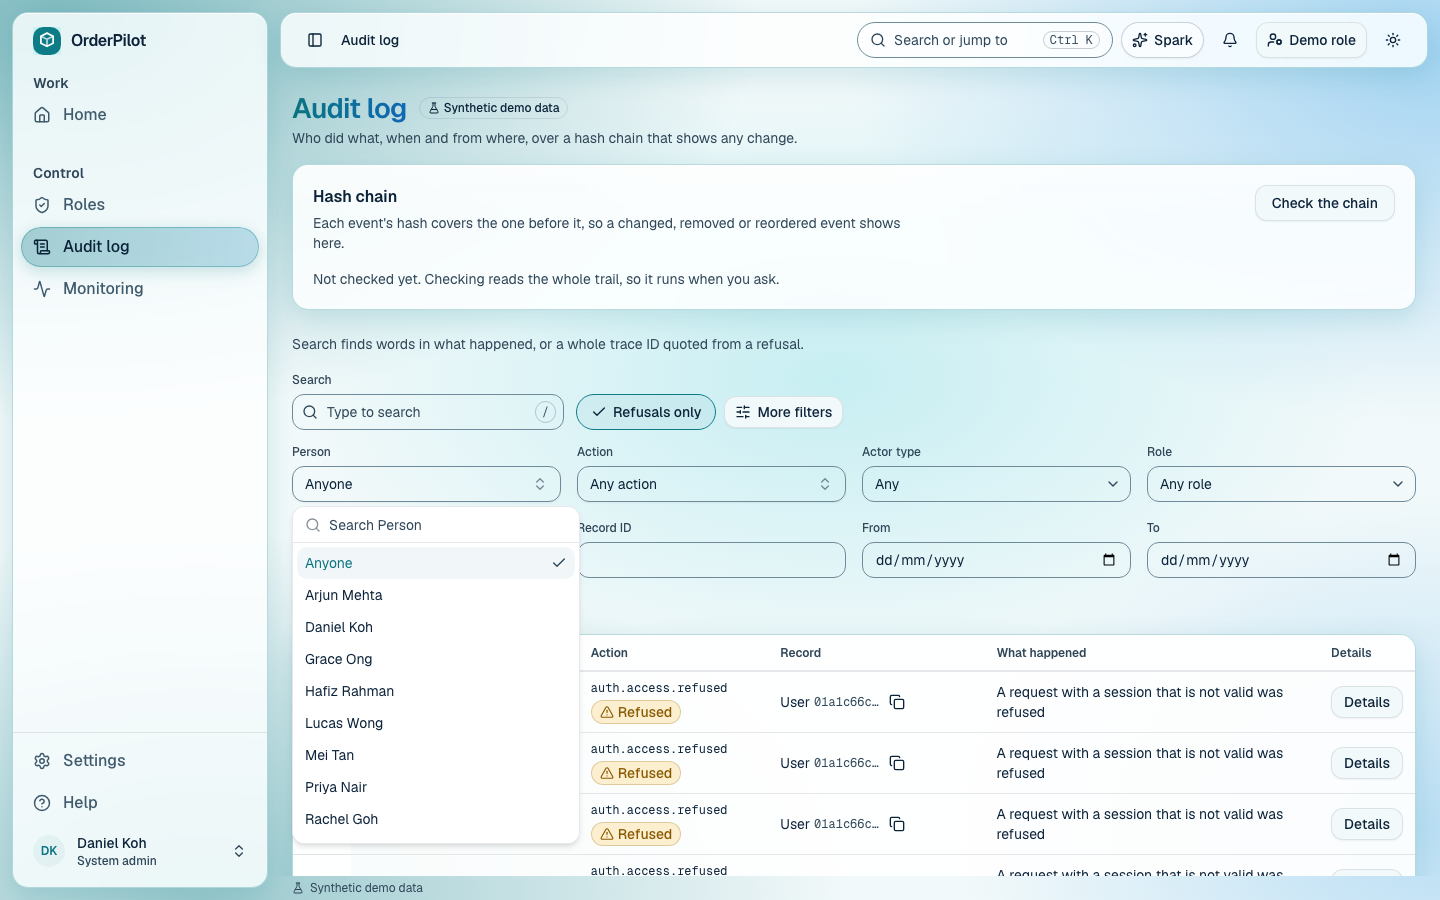 OrderPilot
Work
Home
Control
Roles
Audit log
Monitoring
Settings
Help
DK
Daniel Koh
System admin
Audit log
Search or jump to
Ctrl K
Spark
Demo role
Audit log
Synthetic demo data
Who did what, when and from where, over a hash chain that shows any change.
Hash chain
Each event's hash covers the one before it, so a changed, removed or reordered event shows
here.
Not checked yet. Checking reads the whole trail, so it runs when you ask.
Check the chain
Search finds words in what happened, or a whole trace ID quoted from a refusal.
Search
Type to search
/
Refusals only
More filters
Person
Action
Actor type
Role
Anyone
Any action
Any
Any role
Search Person
Anyone
Arjun Mehta
Daniel Koh
Grace Ong
Hafiz Rahman
Lucas Wong
Mei Tan
Priya Nair
Rachel Goh
Record ID
From
To
dd/mm/yyyy
dd/mm/yyyy
Action
Record
What happened
Details
auth.access.refused
Refused
User 01a1c66c…
A request with a session that is not valid was
refused
Details
auth.access.refused
Refused
User 01a1c66c…
A request with a session that is not valid was
refused
Details
auth.access.refused
Refused
User 01a1c66c…
A request with a session that is not valid was
refused
Details
auth.access.refused
A request with a session that is not valid was
Synthetic demo data